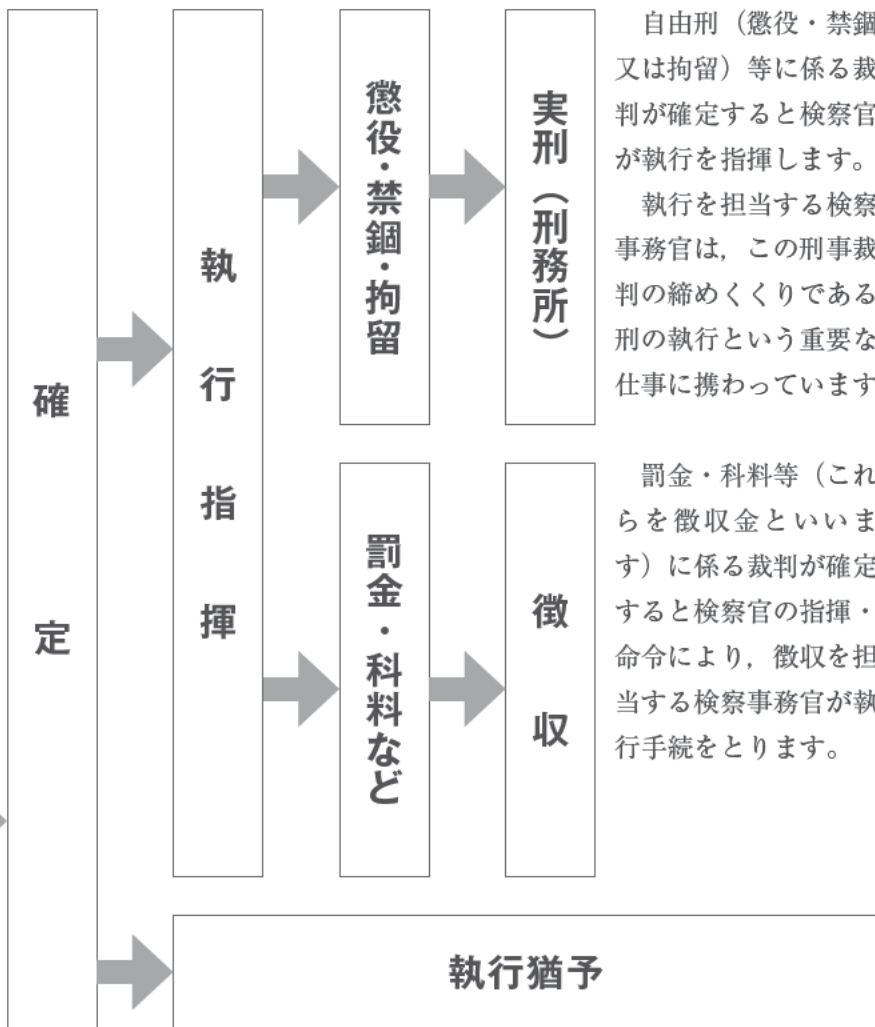 確定
執行指揮
懲役・禁錮・拘留
実刑（刑務所）
自由刑（懲役・禁錮
又は拘留）等に係る裁
判が確定すると検察官
が執行を指揮します。
執行を担当する検察
事務官は，この刑事裁
判の締めくくりである
刑の執行という重要な
仕事に携わっています
罰金・科料など
徴収
罰金・科料等（これ
らを徴収金といいま
す）に係る裁判が確定
すると検察官の指揮・
命令により，徴収を担
当する検察事務官が執
行手続をとります。
執行猶予